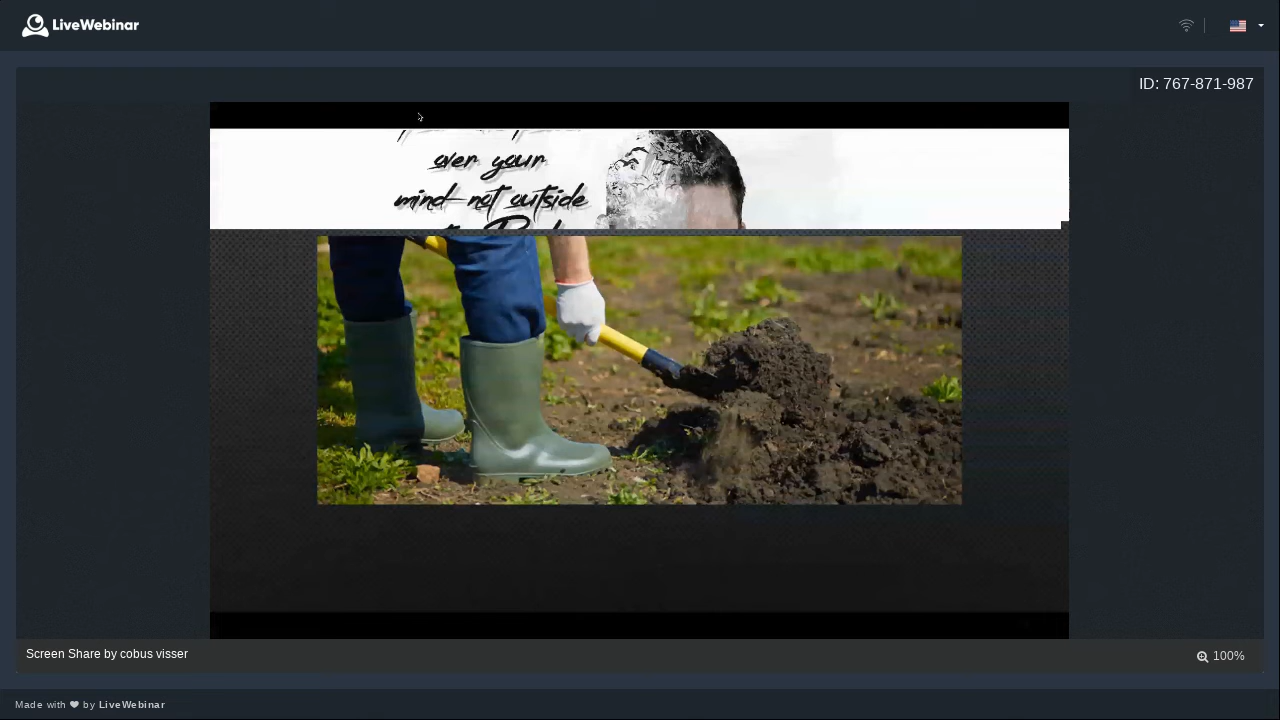 LiveWebinar
ID: 767-871-987
over your
mind—not outside
Screen Share by cobus visser
100%
Made with by LiveWebinar